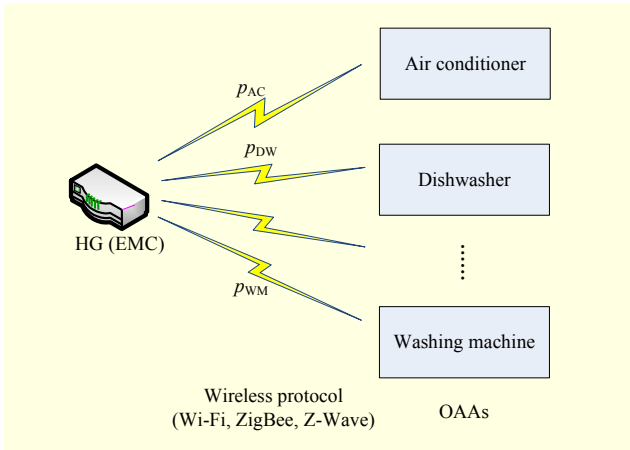 Air conditioner
pAC
pDW
Dishwasher
HG (EMC)
pWM
Washing machine
Wireless protocol
(Wi-Fi, ZigBee, Z-Wave)
OAAs